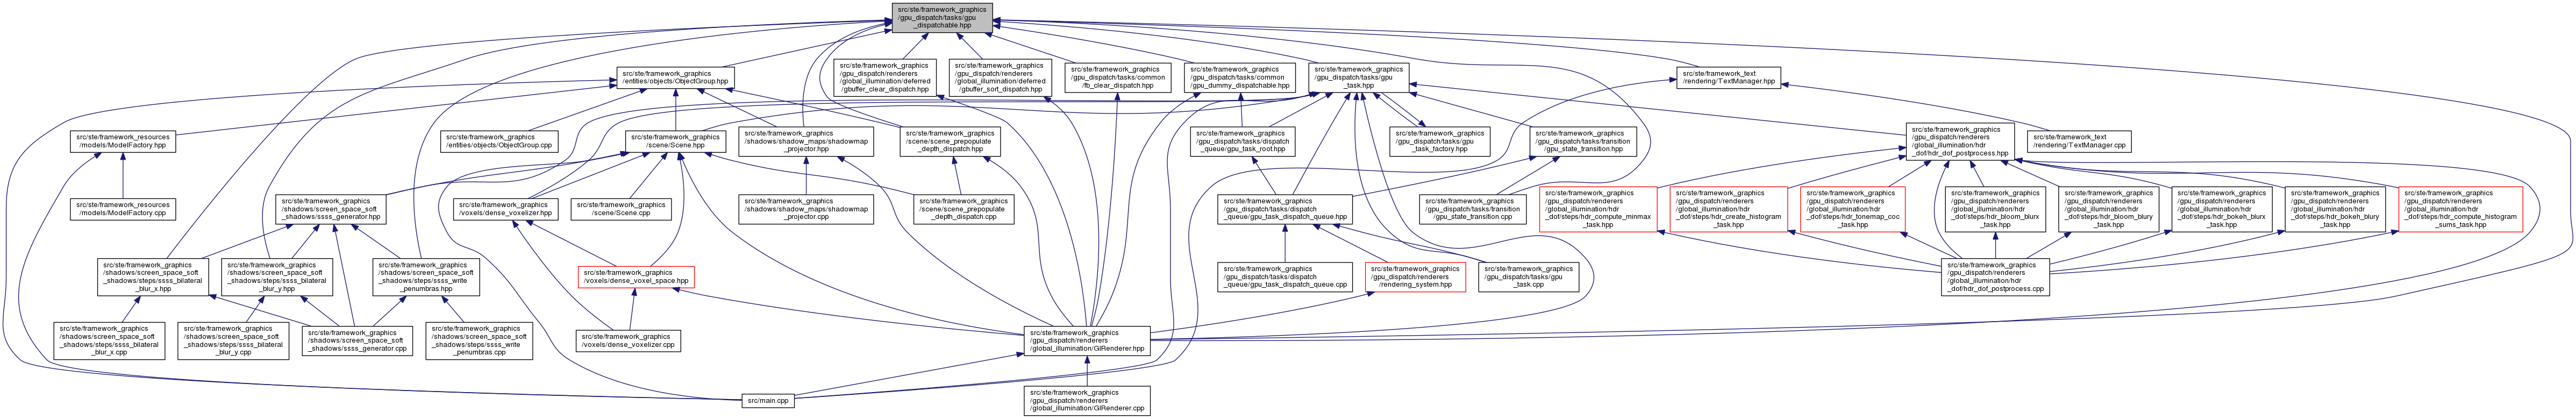 src/ste/framework_graphics
/gpu_dispatch/tasks/gpu
_dispatchable.hpp
src/ste/framework_graphics
/entities/objects/ObjectGroup.hpp
src/ste/framework_graphics
/gpu_dispatch/renderers
/global_illumination/deferred
/gbuffer_clear_dispatch.hpp
src/ste/framework_graphics
/gpu_dispatch/renderers
/global_illumination/deferred
/gbuffer_sort_dispatch.hpp
src/ste/framework_graphics
/gpu_dispatch/tasks/common
/fb_clear_dispatch.hpp
src/ste/framework_graphics
/gpu_dispatch/tasks/common
/gpu_dummy_dispatchable.hpp
src/ste/framework_graphics
/gpu_dispatch/tasks/gpu
_task.hpp
src/ste/framework_text
/rendering/TextManager.hpp
src/ste/framework_resources
/models/ModelFactory.hpp
src/ste/framework_graphics
/entities/objects/ObjectGroup.cpp
src/ste/framework_graphics
/scene/Scene.hpp
src/ste/framework_graphics
/shadows/shadow_maps/shadowmap
_projector.hpp
src/ste/framework_graphics
/scene/scene_prepopulate
_depth_dispatch.hpp
src/ste/framework_graphics
/gpu_dispatch/tasks/dispatch
_queue/gpu_task_root.hpp
src/ste/framework_graphics
/gpu_dispatch/tasks/gpu
_task_factory.hpp
src/ste/framework_graphics
/gpu_dispatch/tasks/transition
/gpu_state_transition.hpp
src/ste/framework_graphics
/gpu_dispatch/renderers
/global_illumination/hdr
_dof/hdr_dof_postprocess.hpp
src/ste/framework_text
/rendering/TextManager.cpp
src/ste/framework_resources
/models/ModelFactory.cpp
src/ste/framework_graphics
/shadows/screen_space_soft
_shadows/ssss_generator.hpp
src/ste/framework_graphics
/voxels/dense_voxelizer.hpp
src/ste/framework_graphics
/scene/Scene.cpp
src/ste/framework_graphics
/shadows/shadow_maps/shadowmap
_projector.cpp
src/ste/framework_graphics
/scene/scene_prepopulate
_depth_dispatch.cpp
src/ste/framework_graphics
/gpu_dispatch/tasks/dispatch
_queue/gpu_task_dispatch_queue.hpp
src/ste/framework_graphics
/gpu_dispatch/tasks/transition
/gpu_state_transition.cpp
src/ste/framework_graphics
/gpu_dispatch/renderers
/global_illumination/hdr
_dof/steps/hdr_compute_minmax
_task.hpp
src/ste/framework_graphics
/gpu_dispatch/renderers
/global_illumination/hdr
_dof/steps/hdr_create_histogram
_task.hpp
src/ste/framework_graphics
/gpu_dispatch/renderers
/global_illumination/hdr
_dof/steps/hdr_tonemap_coc
_task.hpp
src/ste/framework_graphics
/gpu_dispatch/renderers
/global_illumination/hdr
_dof/steps/hdr_bloom_blurx
_task.hpp
src/ste/framework_graphics
/gpu_dispatch/renderers
/global_illumination/hdr
_dof/steps/hdr_bloom_blury
_task.hpp
src/ste/framework_graphics
/gpu_dispatch/renderers
/global_illumination/hdr
_dof/steps/hdr_bokeh_blurx
_task.hpp
src/ste/framework_graphics
/gpu_dispatch/renderers
/global_illumination/hdr
_dof/steps/hdr_bokeh_blury
_task.hpp
src/ste/framework_graphics
/gpu_dispatch/renderers
/global_illumination/hdr
_dof/steps/hdr_compute_histogram
_sums_task.hpp
src/ste/framework_graphics
/shadows/screen_space_soft
_shadows/steps/ssss_bilateral
_blur_x.hpp
src/ste/framework_graphics
/shadows/screen_space_soft
_shadows/steps/ssss_bilateral
_blur_y.hpp
src/ste/framework_graphics
/shadows/screen_space_soft
_shadows/steps/ssss_write
_penumbras.hpp
src/ste/framework_graphics
/voxels/dense_voxel_space.hpp
src/ste/framework_graphics
/gpu_dispatch/tasks/dispatch
_queue/gpu_task_dispatch_queue.cpp
src/ste/framework_graphics
/gpu_dispatch/renderers
/rendering_system.hpp
src/ste/framework_graphics
/gpu_dispatch/tasks/gpu
_task.cpp
src/ste/framework_graphics
/gpu_dispatch/renderers
/global_illumination/hdr
_dof/hdr_dof_postprocess.cpp
src/ste/framework_graphics
/shadows/screen_space_soft
_shadows/steps/ssss_bilateral
_blur_x.cpp
src/ste/framework_graphics
/shadows/screen_space_soft
_shadows/steps/ssss_bilateral
_blur_y.cpp
src/ste/framework_graphics
/shadows/screen_space_soft
_shadows/ssss_generator.cpp
src/ste/framework_graphics
/shadows/screen_space_soft
_shadows/steps/ssss_write
_penumbras.cpp
src/ste/framework_graphics
/voxels/dense_voxelizer.cpp
src/ste/framework_graphics
/gpu_dispatch/renderers
/global_illumination/GIRenderer.hpp
src/main.cpp
src/ste/framework_graphics
/gpu_dispatch/renderers
/global_illumination/GIRenderer.cpp